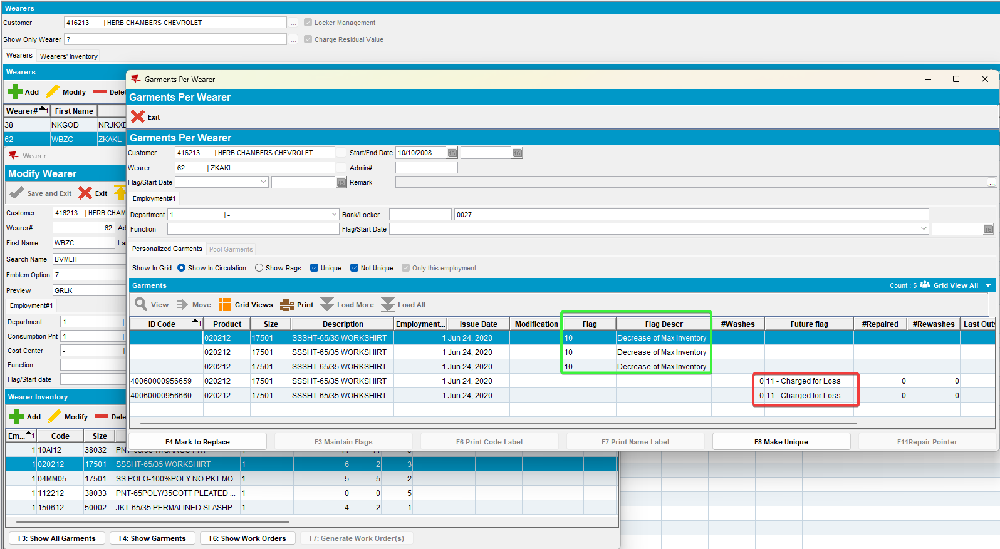 Wearers
Customer 416213 | HERB CHAMBERS CHEVROLET ... Locker Management
Show Only Wearer ? ... Charge Residual Value
Wearers Wearers' Inventory
Wearers
Add Modify Delet
Wearer# 1 First Name
38 NKGOD NRJKXE
62 WBZC ZKAKL
Wearer
Modify Wearer
Save and Exit Exit
Customer 416213 | HERB CHAM
Wearer# 62 Ad
First Name WBZC La
Search Name BVMEH
Emblem Option 7
Preview GRLK
Employment#1
Department 1 |
Consumption Pnt 1 |
Cost Center - |
Function
Flag/Start date
Wearer Inventory
Add Modify Dele
Em... 1 Code Size
1 10AI12 38032
1 020212 17501 SSSHT-65/35 WORKSHIRT 1 6 2 3
1 04MM05 17501 SS POLO-100%POLY NO PKT MO... 1 5 5 2
1 112212 38033 PNT-65POLY/35COTT PLEATED ... 1 0 0 5
1 150612 50002 JKT-65/35 PERMALINED SLASHP... 1 4 2 1
F3: Show All Garments F4: Show Garments F6: Show Work Orders F7: Generate Work Order(s)
Garments Per Wearer
Garments Per Wearer
Exit
Garments Per Wearer
Customer 416213 | HERB CHAMBERS CHEVROLET ... Start/End Date 10/10/2008 16 16
Wearer 62 | ZKAKL ... Admin#
Flag/Start Date 16 Remark ...
Employment#1
Department 1 | - Bank/Locker 0027
Function Flag/Start Date 16
Personalized Garments Pool Garments
Show In Grid Show In Circulation Show Rags Unique Not Unique Only this employment
Garments Count : 5 Grid View All
View Move Grid Views Print Load More Load All
ID Code 1 Product Size Description Employment... Issue Date Modification Flag Flag Descr #Washes Future flag #Repaired #Rewashes Last Outs
020212 17501 SSSHT-65/35 WORKSHIRT 1 Jun 24, 2020 10 Decrease of Max Inventory
020212 17501 SSSHT-65/35 WORKSHIRT 1 Jun 24, 2020 10 Decrease of Max Inventory
020212 17501 SSSHT-65/35 WORKSHIRT 1 Jun 24, 2020 10 Decrease of Max Inventory
40060000956659 020212 17501 SSSHT-65/35 WORKSHIRT 1 Jun 24, 2020 0 11 - Charged for Loss 0 0
40060000956660 020212 17501 SSSHT-65/35 WORKSHIRT 1 Jun 24, 2020 0 11 - Charged for Loss 0 0
F4 Mark to Replace F3 Maintain Flags F6 Print Code Label F7 Print Name Label F8 Make Unique F11Repair Pointer